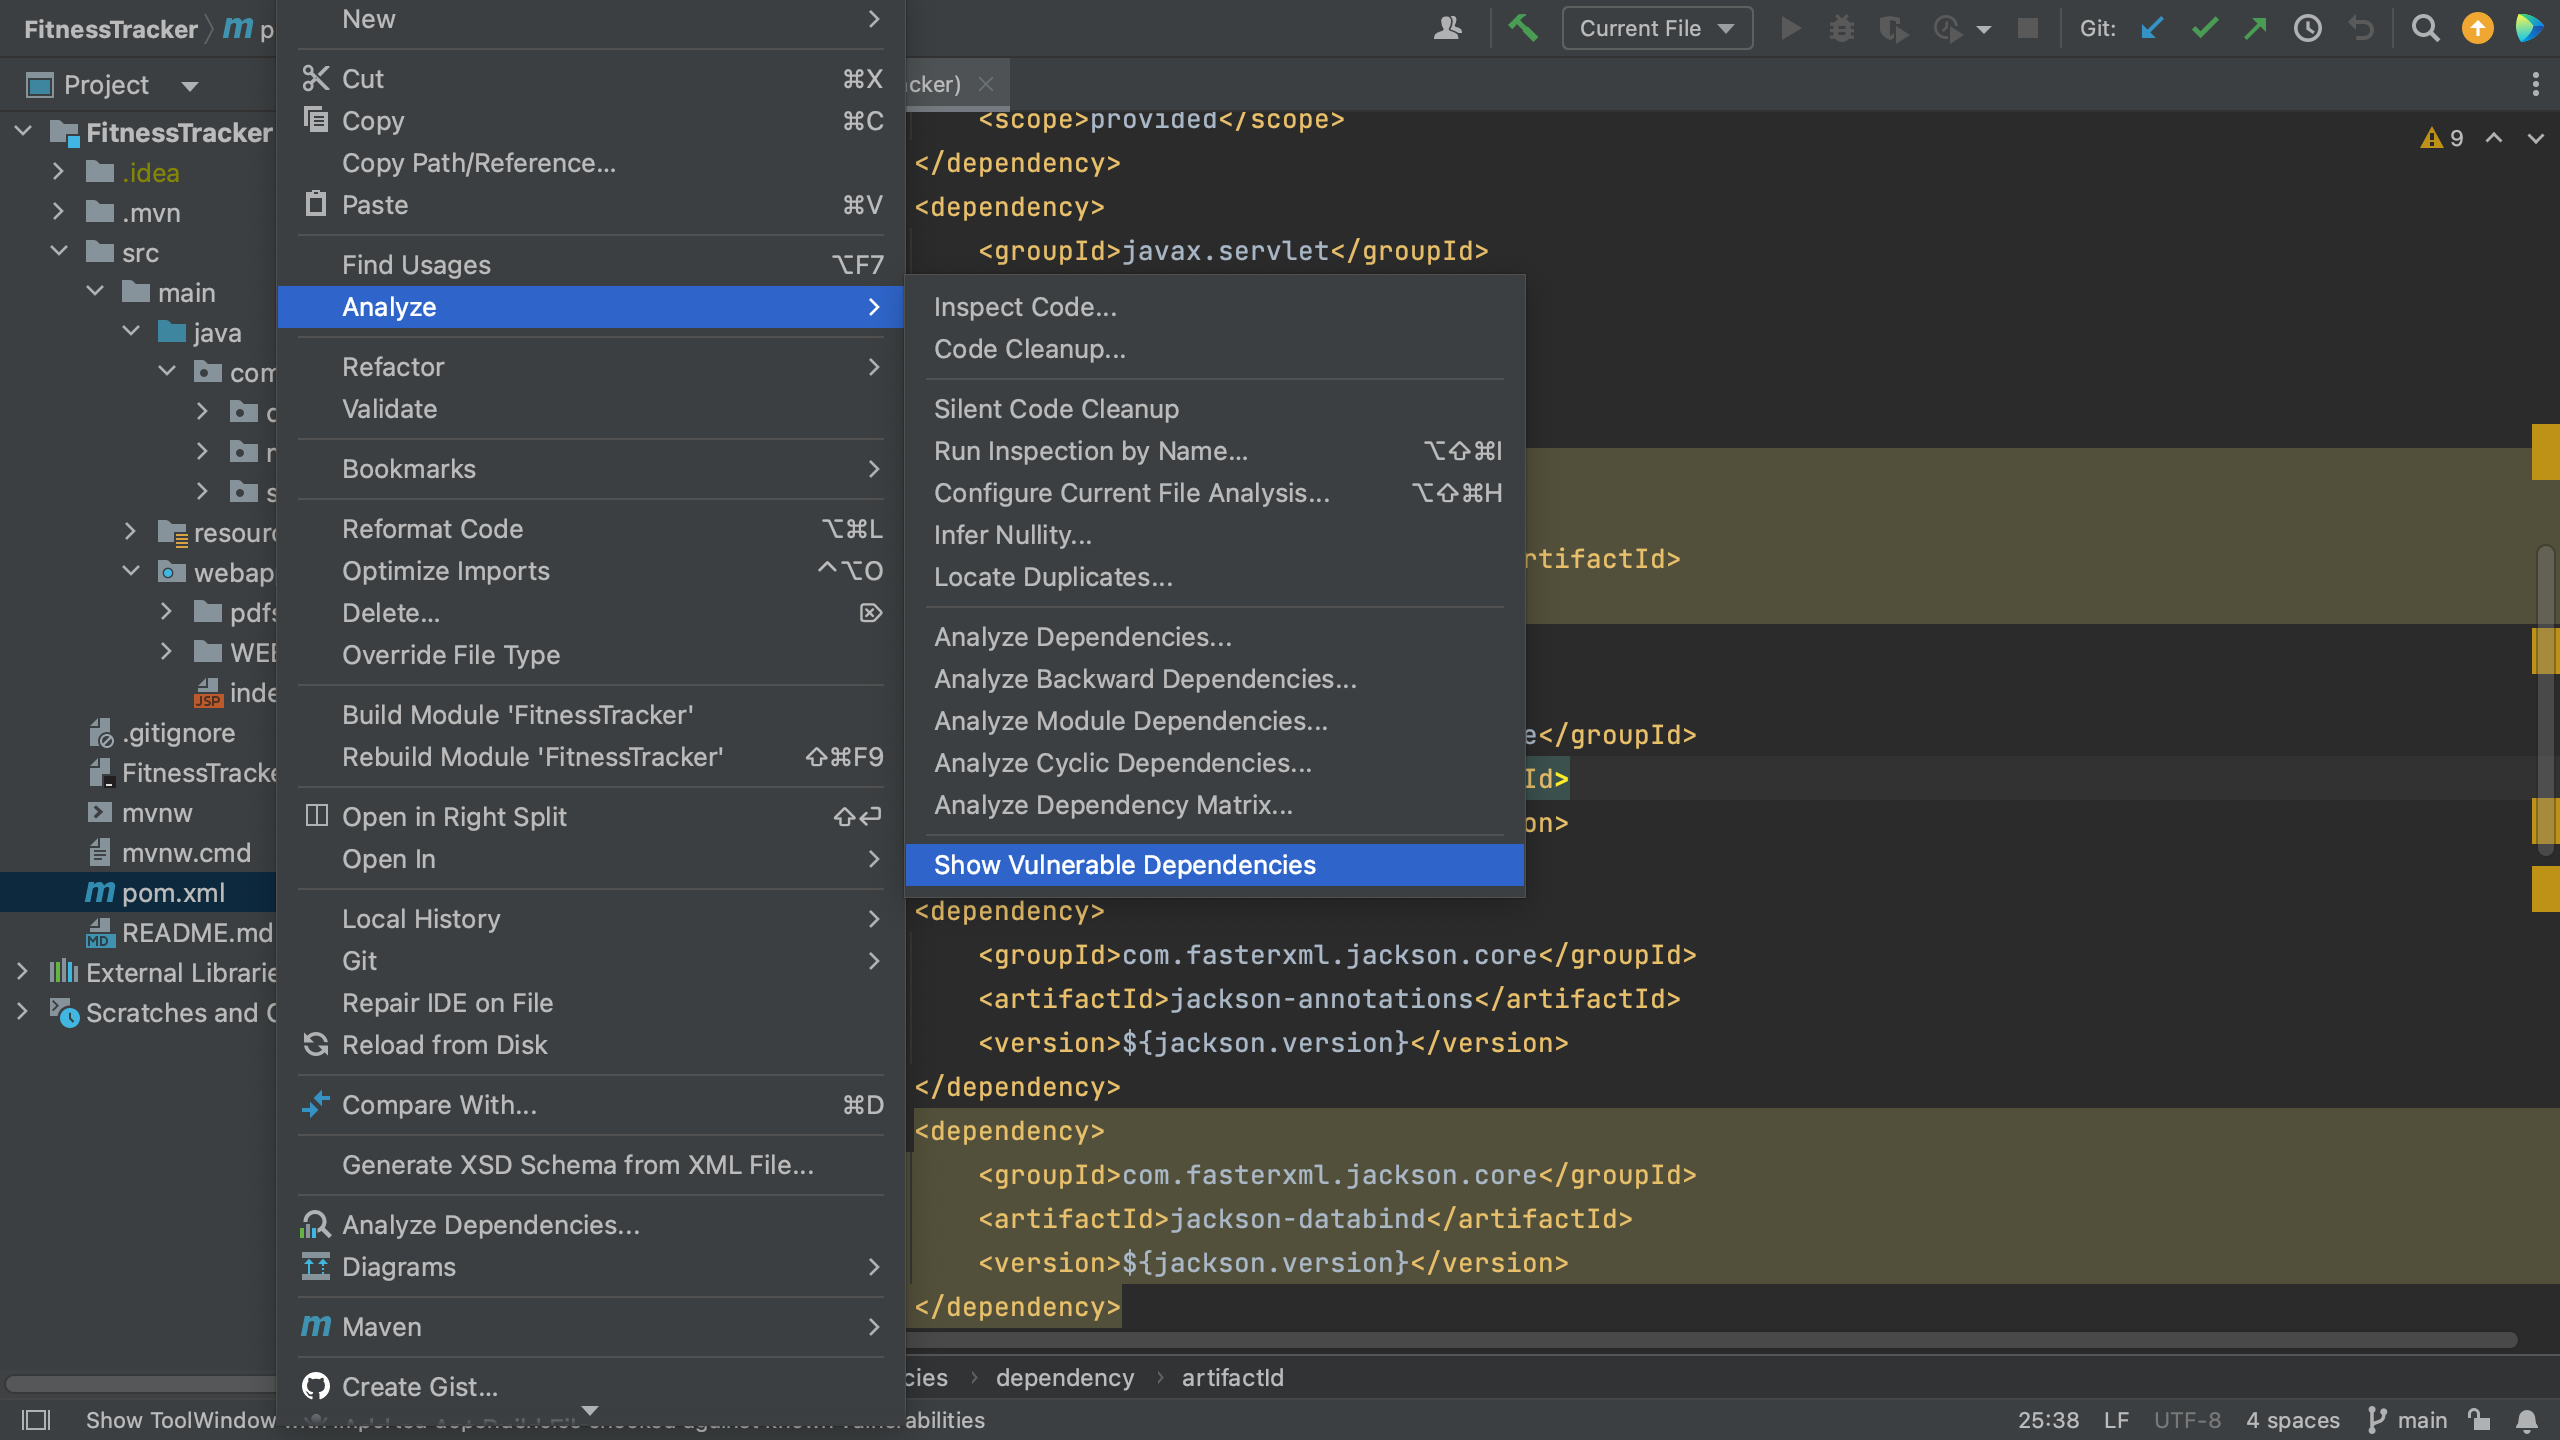 FitnessTracker m p
Current File
Git:
Project
cker)
9
FitnessTracker
.idea
.mvn
src
main
java
com
resour
webap
pdfs
WEB
JSP inde
.gitignore
FitnessTracke
mvnw
mvnw.cmd
m pom.xml
MD README.md
External Librarie
Scratches and C
New
Cut ⌘X
Copy ⌘C
Copy Path/Reference...
Paste ⌘V
Find Usages ⌥F7
Analyze
Refactor
Validate
Bookmarks
Reformat Code ⌥⌘L
Optimize Imports ^⌥O
Delete... ⌦
Override File Type
Build Module 'FitnessTracker'
Rebuild Module 'FitnessTracker' ⇧⌘F9
Open in Right Split ⇧⏎
Open In
Local History
Git
Repair IDE on File
Reload from Disk
Compare With... ⌘D
Generate XSD Schema from XML File...
Analyze Dependencies...
Diagrams
m Maven
Create Gist...
Inspect Code...
Code Cleanup...
Silent Code Cleanup
Run Inspection by Name... ⌥⇧⌘I
Configure Current File Analysis... ⌥⇧⌘H
Infer Nullity...
Locate Duplicates...
Analyze Dependencies...
Analyze Backward Dependencies...
Analyze Module Dependencies...
Analyze Cyclic Dependencies...
Analyze Dependency Matrix...
Show Vulnerable Dependencies
<scope>provided</scope>
</dependency>
<dependency>
<groupId>javax.servlet</groupId>
rtifactId>
e</groupId>
Id>
on>
<dependency>
<groupId>com.fasterxml.jackson.core</groupId>
<artifactId>jackson-annotations</artifactId>
<version>${jackson.version}</version>
</dependency>
<dependency>
<groupId>com.fasterxml.jackson.core</groupId>
<artifactId>jackson-databind</artifactId>
<version>${jackson.version}</version>
</dependency>
cies › dependency › artifactId
Show ToolWindow abilities
25:38 LF UTF-8 4 spaces main